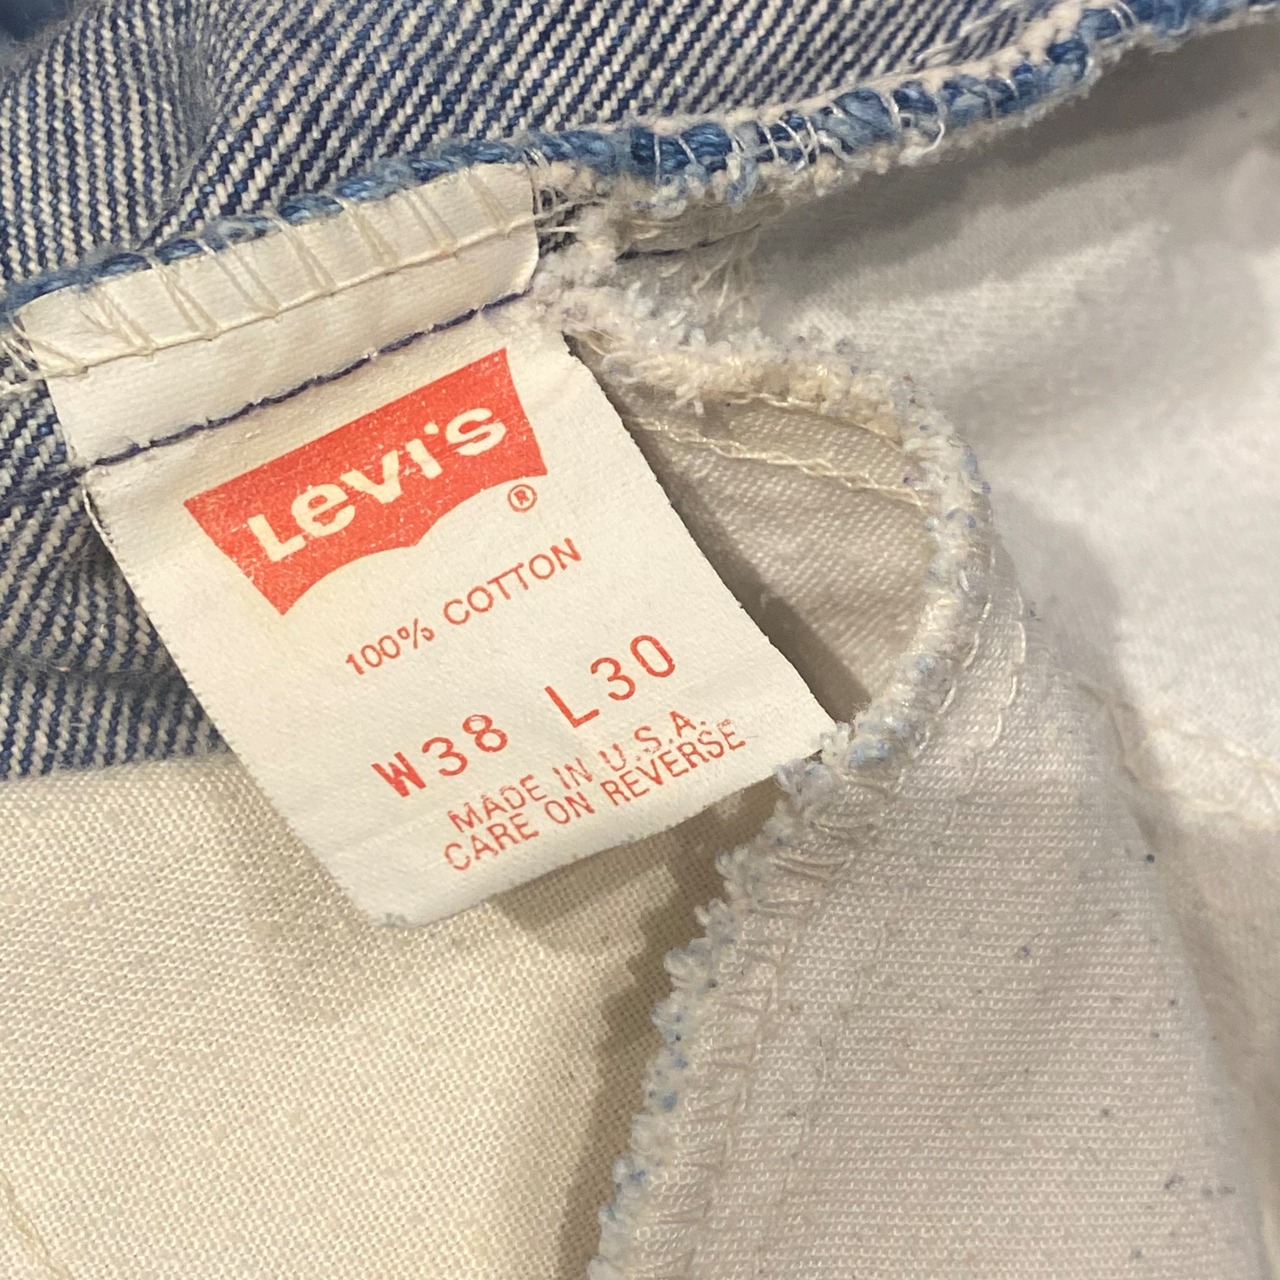 Levi's
®
100% COTTON
W38 L30
MADE IN U.S.A.
CARE ON REVERSE